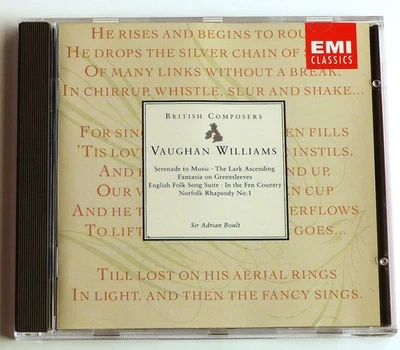 HE RISES AND BEGINS TO ROU
HE DROPS THE SILVER CHAIN OF S
OF MANY LINKS WITHOUT A BREAK,
IN CHIRRUP, WHISTLE, SLUR AND SHAKE...
EMI
CLASSICS
BRITISH COMPOSERS
VAUGHAN WILLIAMS
Serenade to Music · The Lark Ascending
Fantasia on Greensleeves
English Folk Song Suite · In the Fen Country
Norfolk Rhapsody No.1
Sir Adrian Boult
FOR SING
EN FILLS
'TIS LOV
AND
UP,
OUR V
EN CUP
AND HE
ERFLOWS
TO LIFT
GOES...
TILL LOST ON HIS AERIAL RINGS
IN LIGHT, AND THEN THE FANCY SINGS.